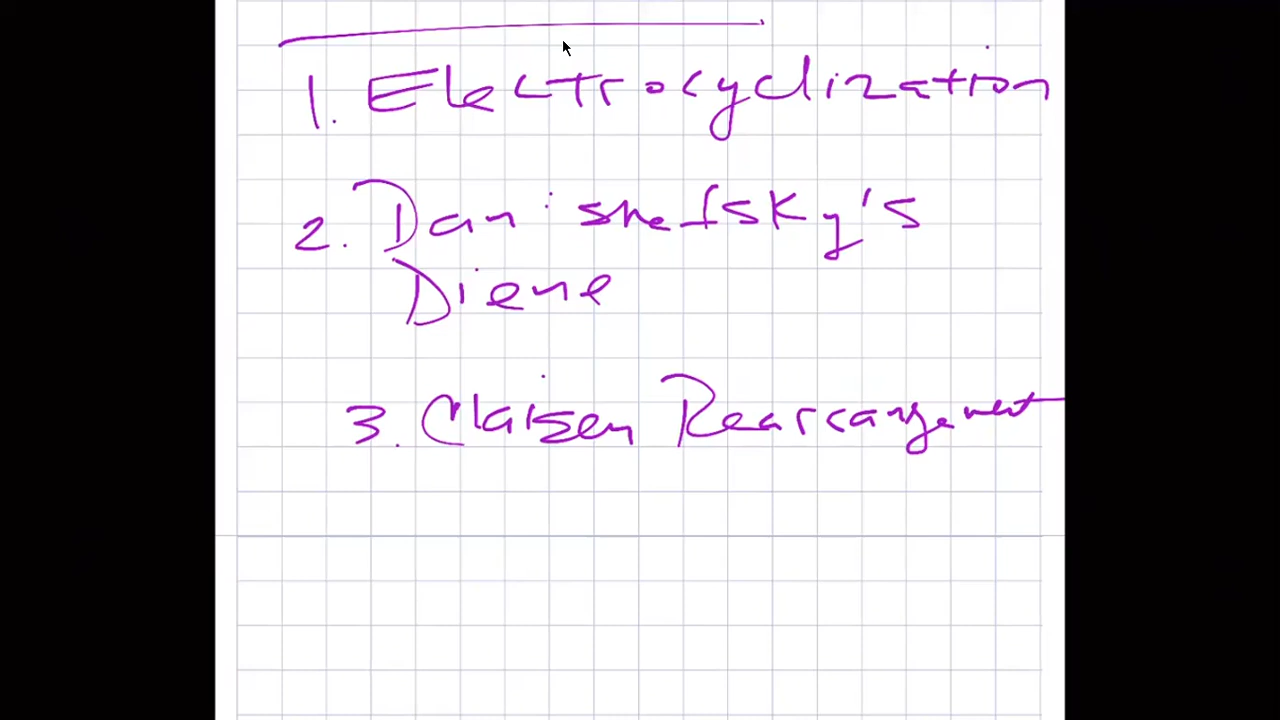 1. Electrocyclization
2. Danishefsky's
Diene
3. Claisen Rearrangement